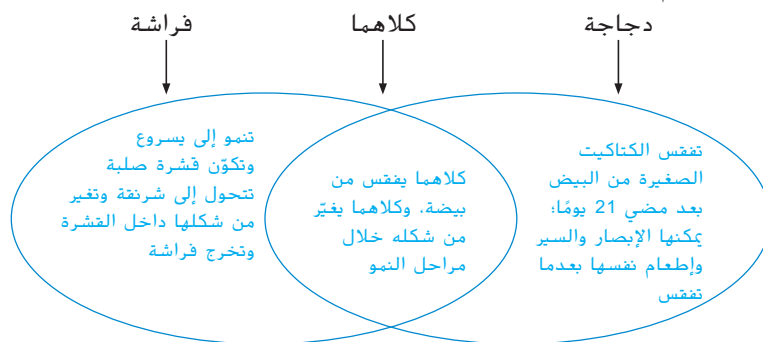 دجاجة
كلاهما
فراشة
تفقس الكتاكيت
الصغيرة من البيض
بعد مضي 21 يومًا؛
يمكنها الإبصار والسير
وإطعام نفسها بعدما
تفقس
كلاهما يفقس من
بيضة، وكلاهما يغيّر
من شكله خلال
مراحل النمو
تنمو إلى يسروع
وتكوّن قشرة صلبة
تتحول إلى شرنقة وتغير
من شكلها داخل القشرة
وتخرج فراشة